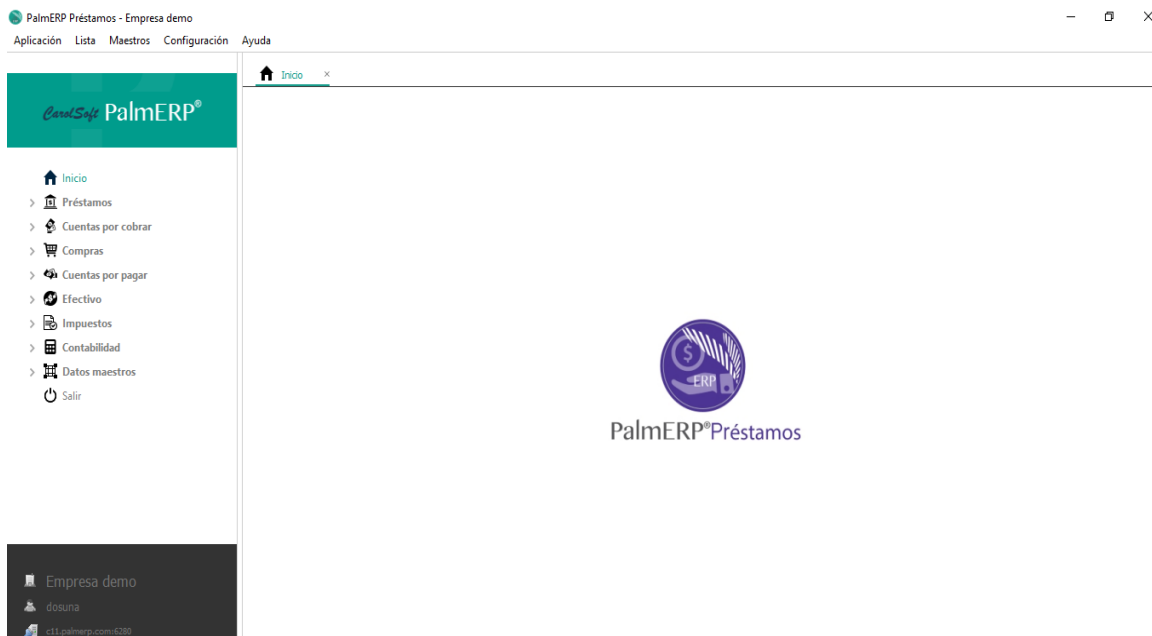 PalmERP Préstamos - Empresa demo
Aplicación Lista Maestros Configuración Ayuda
Inicio
CarolSoft PalmERP®
Inicio
Préstamos
Cuentas por cobrar
Compras
Cuentas por pagar
Efectivo
Impuestos
Contabilidad
Datos maestros
Salir
$
ERP
PalmERP®Préstamos
Empresa demo
dosuna
c11.palmerp.com:6280